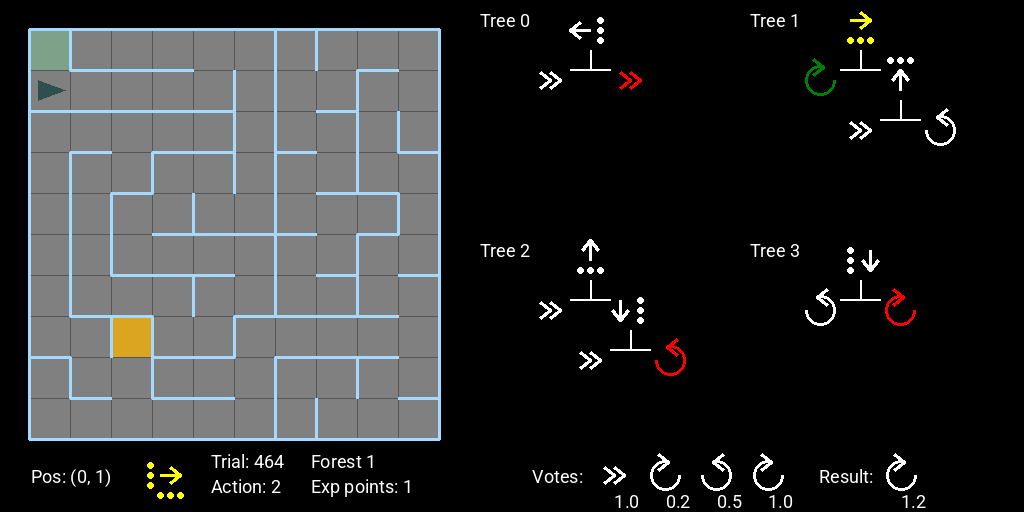 Tree 0
Tree 1
Tree 2
Tree 3
Pos: (0, 1)
Trial: 464
Forest 1
Action: 2
Exp points: 1
Votes:
1.0
0.2
0.5
1.0
Result:
1.2